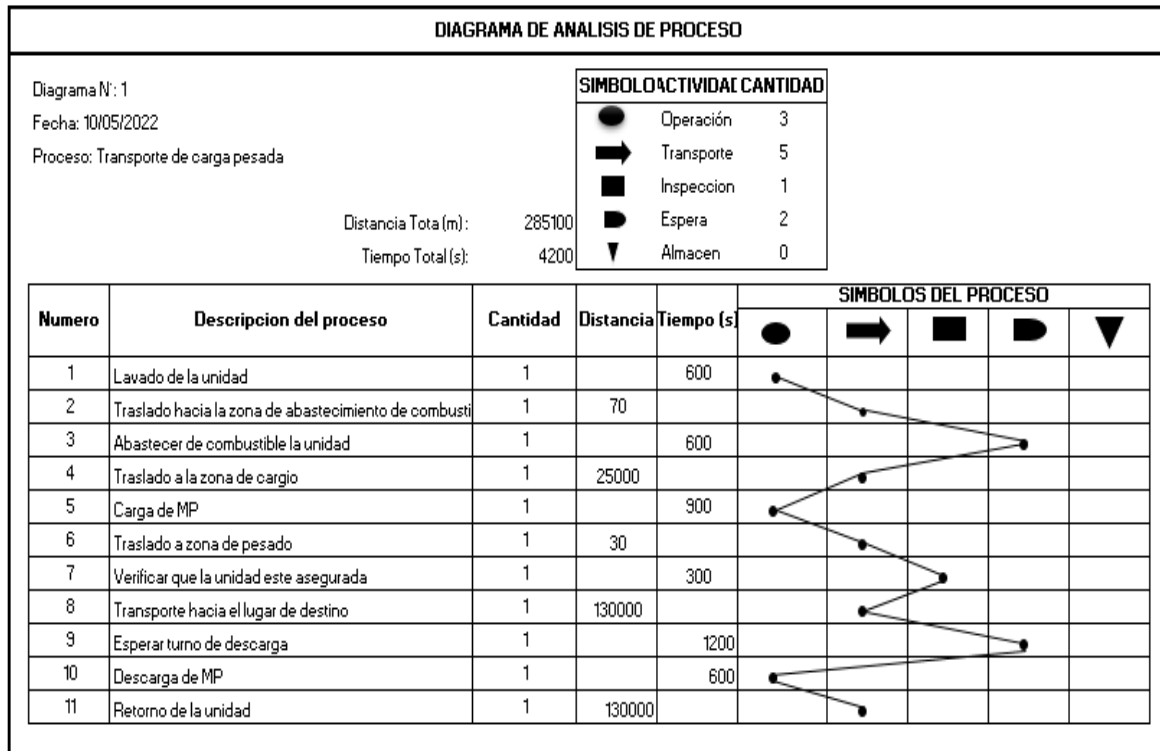 DIAGRAMA DE ANALISIS DE PROCESO
Diagrama N': 1
Fecha: 10/05/2022
Proceso: Transporte de carga pesada
Distancia Tota (m): 285100
Tiempo Total (s): 4200
SIMBOLO ACTIVIDAD CANTIDAD
Operación 3
Transporte 5
Inspeccion 1
Espera 2
Almacen 0
Numero Descripcion del proceso Cantidad Distancia Tiempo (s) SIMBOLOS DEL PROCESO
1 Lavado de la unidad 1 600
2 Traslado hacia la zona de abastecimiento de combusti 1 70
3 Abastecer de combustible la unidad 1 600
4 Traslado a la zona de cargio 1 25000
5 Carga de MP 1 900
6 Traslado a zona de pesado 1 30
7 Verificar que la unidad este asegurada 1 300
8 Transporte hacia el lugar de destino 1 130000
9 Esperar turno de descarga 1 1200
10 Descarga de MP 1 600
11 Retorno de la unidad 1 130000